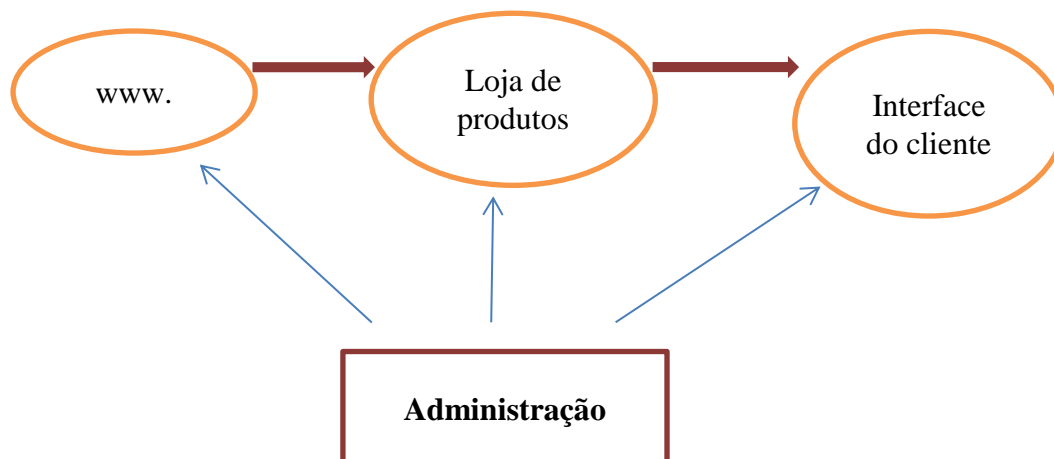 www.
Loja de
produtos
Interface
do cliente
Administração